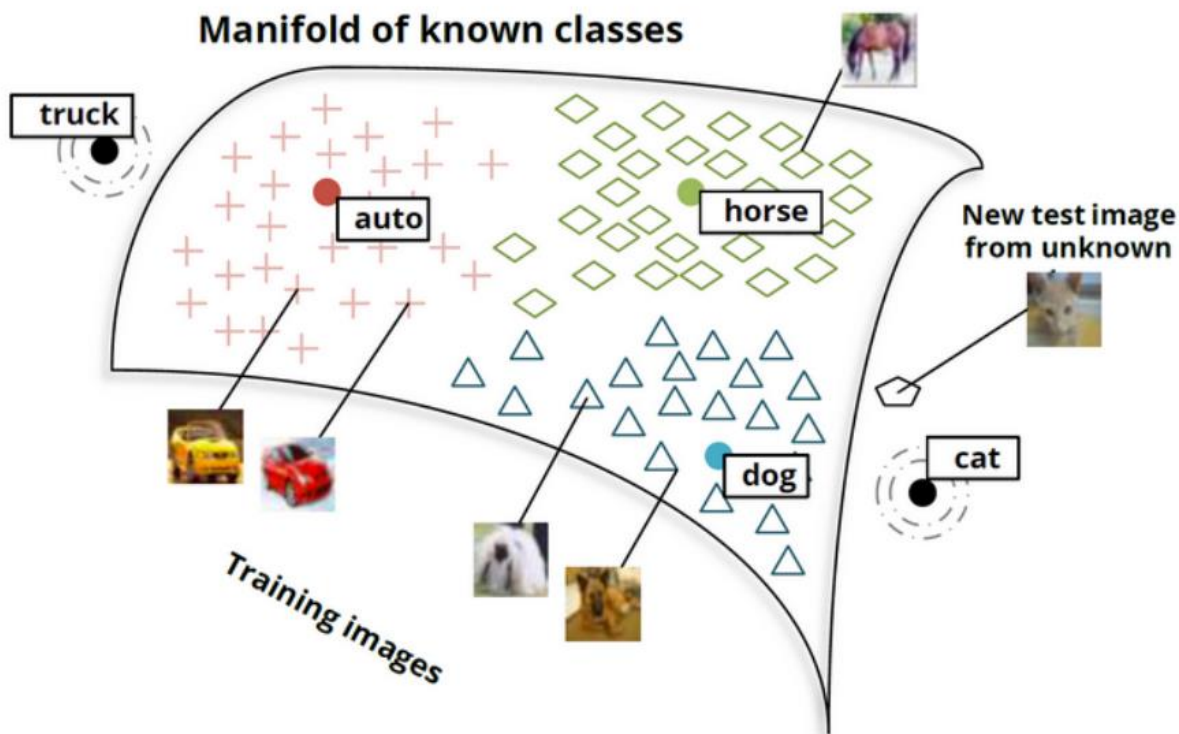 Manifold of known classes
truck
auto
horse
New test image
from unknown
cat
dog
Training images